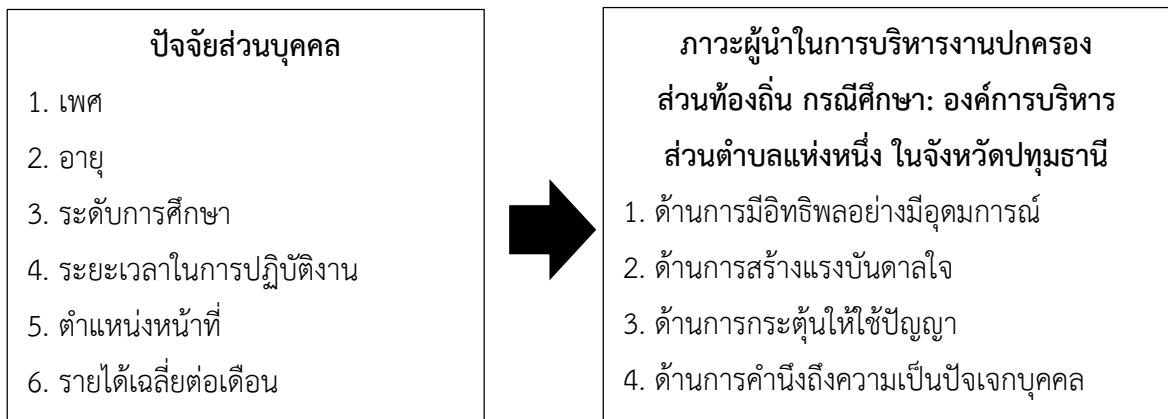 ปัจจัยส่วนบุคคล
1. เพศ
2. อายุ
3. ระดับการศึกษา
4. ระยะเวลาในการปฏิบัติงาน
5. ตำแหน่งหน้าที่
6. รายได้เฉลี่ยต่อเดือน
ภาวะผู้นำในการบริหารงานปกครอง
ส่วนท้องถิ่น กรณีศึกษา: องค์การบริหาร
ส่วนตำบลแห่งหนึ่ง ในจังหวัดปทุมธานี
1. ด้านการมีอิทธิพลอย่างมีอุดมการณ์
2. ด้านการสร้างแรงบันดาลใจ
3. ด้านการกระตุ้นให้ใช้ปัญญา
4. ด้านการคำนึงถึงความเป็นปัจเจกบุคคล